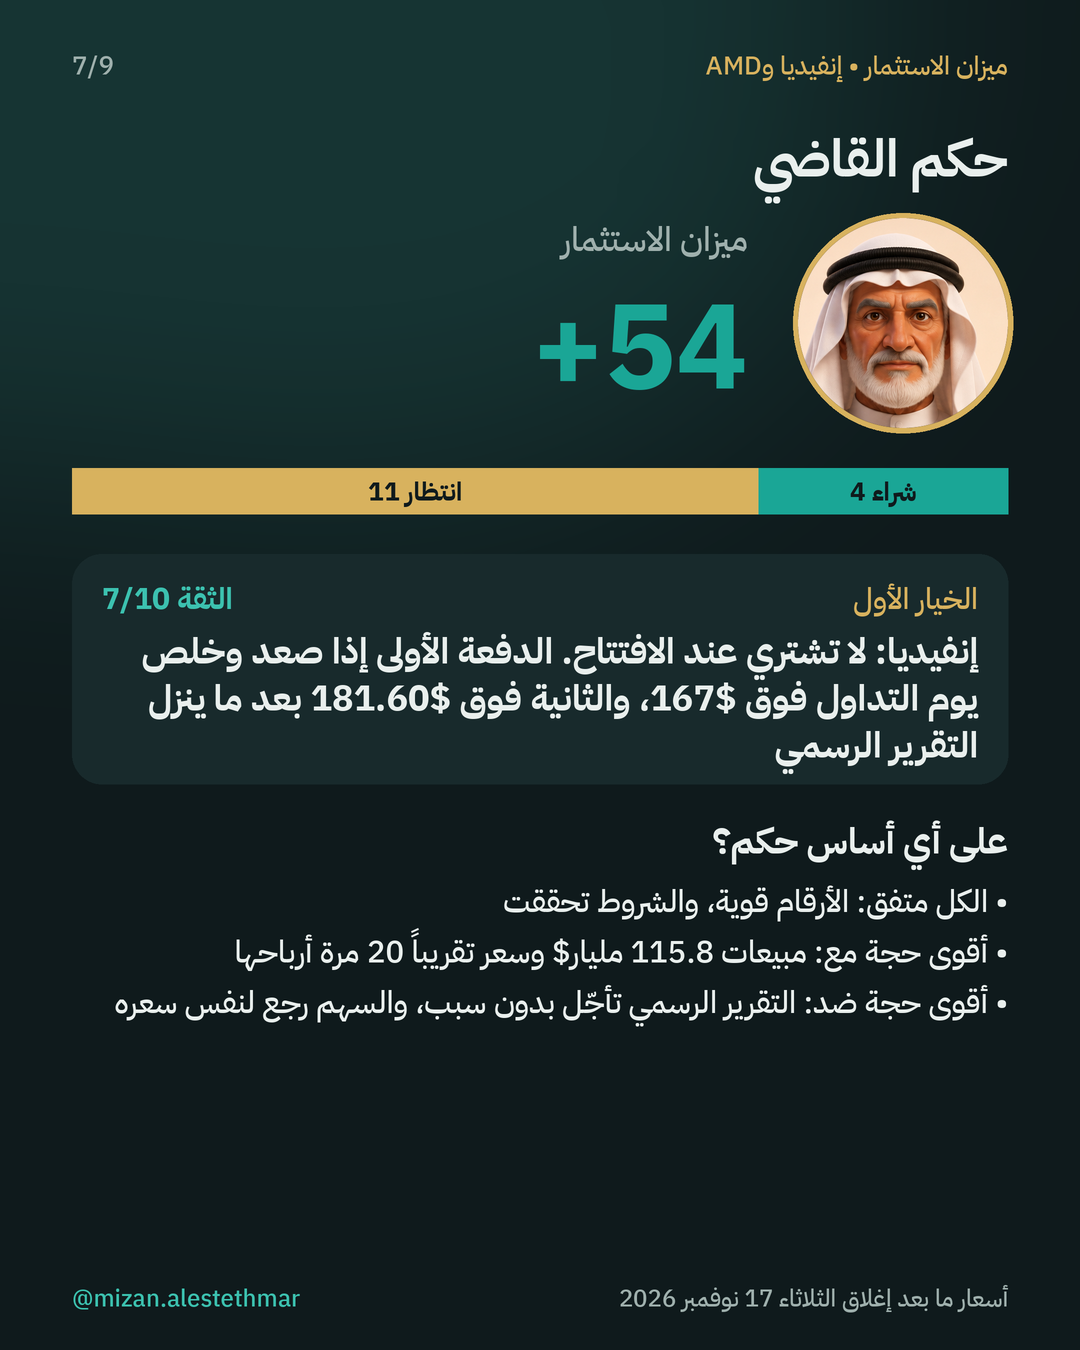 ميزان الاستثمار • إنفيديا وAMD
7/9
حكم القاضي
ميزان الاستثمار
+54
شراء 4
انتظار 11
الخيار الأول
الثقة 7/10
إنفيديا: لا تشتري عند الافتتاح. الدفعة الأولى إذا صعد وخلص
يوم التداول فوق $167، والثانية فوق $181.60 بعد ما ينزل
التقرير الرسمي
على أي أساس حكم؟
• الكل متفق: الأرقام قوية، والشروط تحققت
• أقوى حجة مع: مبيعات 115.8 مليار$ وسعر تقريباً 20 مرة أرباحها
• أقوى حجة ضد: التقرير الرسمي تأجّل بدون سبب، والسهم رجع لنفس سعره
أسعار ما بعد إغلاق الثلاثاء 17 نوفمبر 2026
@mizan.alestethmar